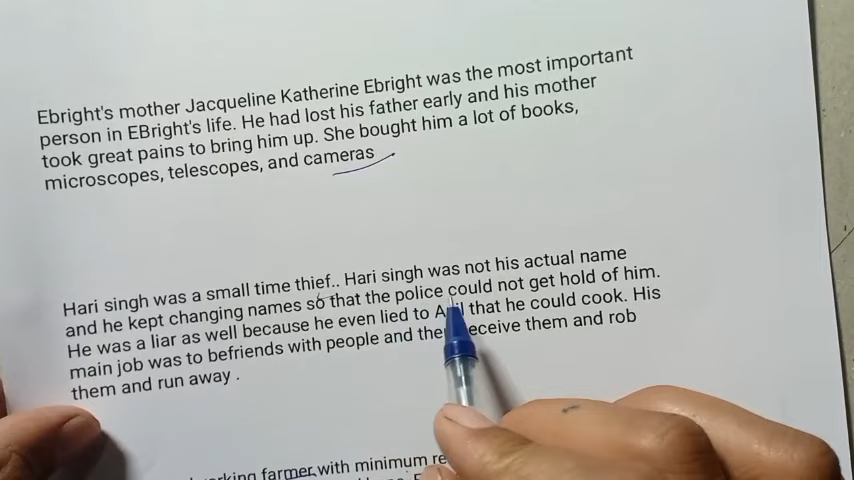 Ebright's mother Jacqueline Katherine Ebright was the most important
person in EBright's life. He had lost his father early and his mother
took great pains to bring him up. She bought him a lot of books,
microscopes, telescopes, and cameras
Hari singh was a small time thief.. Hari singh was not his actual name
and he kept changing names so that the police could not get hold of him.
He was a liar as well because he even lied to that he could cook. His
main job was to befriends with people and then deceive them and rob
them and run away .
farmer with minimum